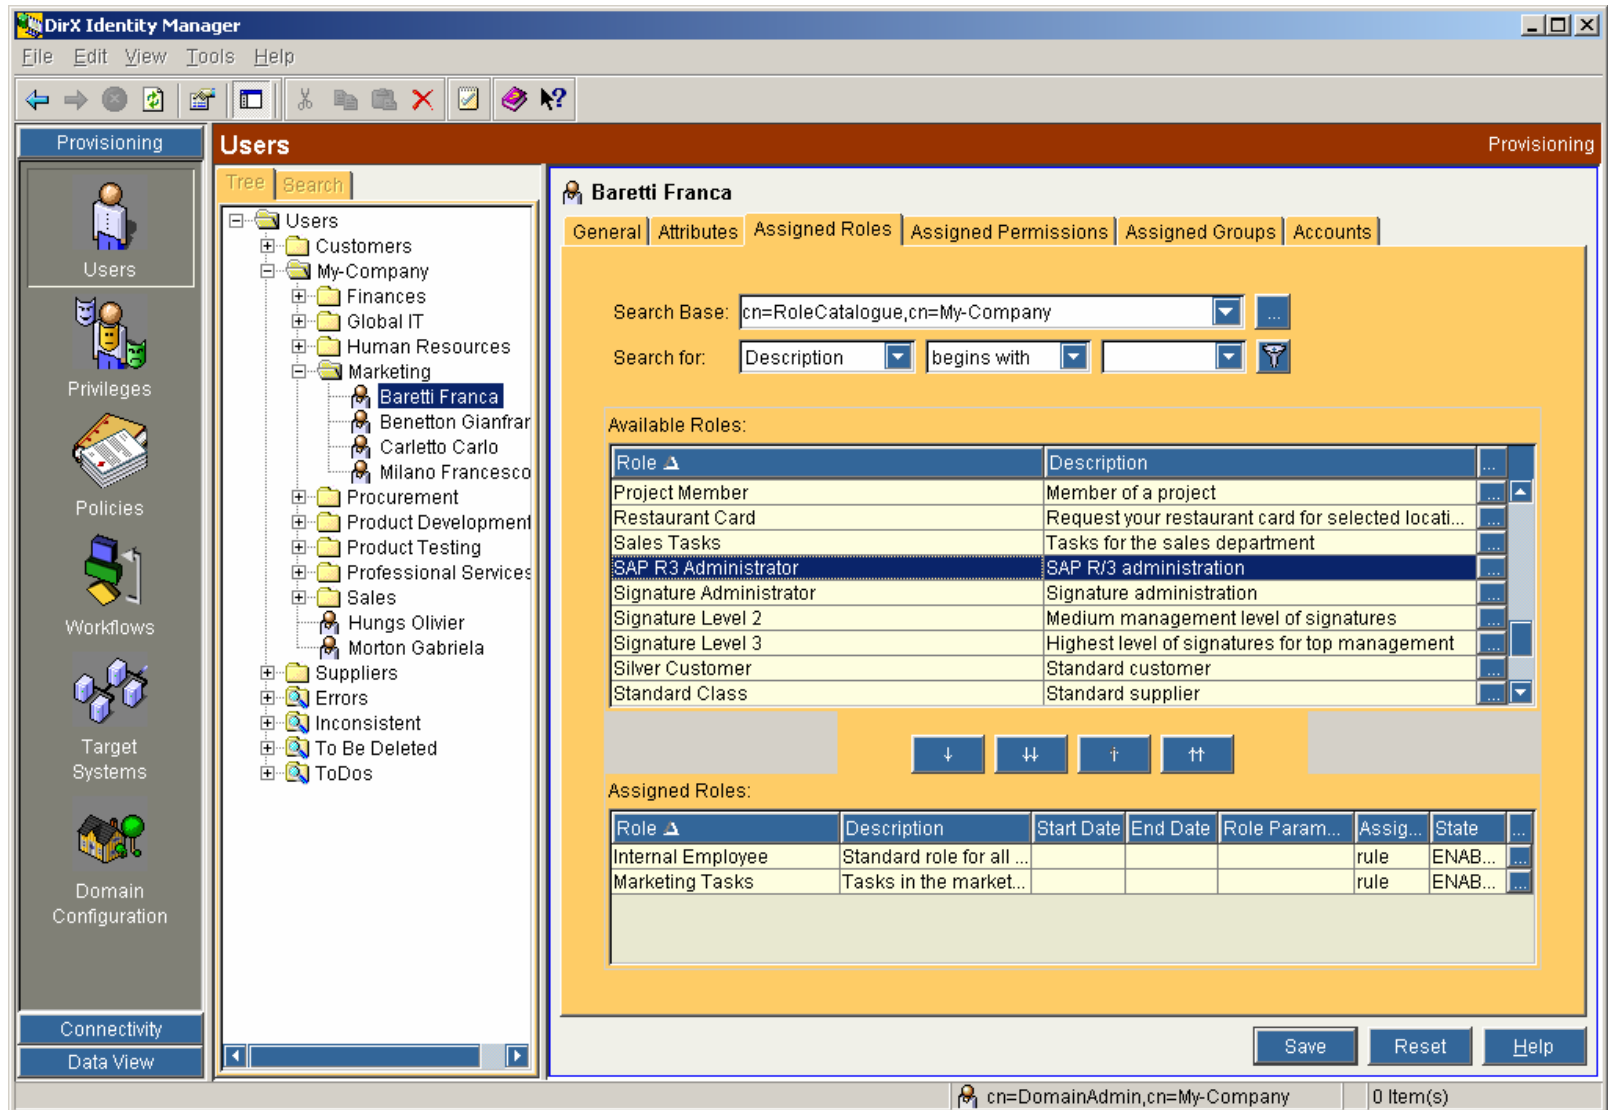 DirX Identity Manager
File Edit View Tools Help
Provisioning
Users
Privileges
Policies
Workflows
Target
Systems
Domain
Configuration
Connectivity
Data View
Users
Provisioning
Tree Search
Users
Customers
My-Company
Finances
Global IT
Human Resources
Marketing
Baretti Franca
Benetton Gianfrar
Carletto Carlo
Milano Francesco
Procurement
Product Development
Product Testing
Professional Services
Sales
Hungs Olivier
Morton Gabriela
Suppliers
Errors
Inconsistent
To Be Deleted
ToDos
Baretti Franca
General Attributes Assigned Roles Assigned Permissions Assigned Groups Accounts
Search Base: cn=RoleCatalogue,cn=My-Company ...
Search for: Description begins with
Available Roles:
Role Description ...
Project Member Member of a project ...
Restaurant Card Request your restaurant card for selected locati... ...
Sales Tasks Tasks for the sales department ...
SAP R3 Administrator SAP R/3 administration ...
Signature Administrator Signature administration ...
Signature Level 2 Medium management level of signatures ...
Signature Level 3 Highest level of signatures for top management ...
Silver Customer Standard customer ...
Standard Class Standard supplier ...
Assigned Roles:
Role Description Start Date End Date Role Param... Assig... State ...
Internal Employee Standard role for all ... rule ENAB... ...
Marketing Tasks Tasks in the market... rule ENAB... ...
Save Reset Help
cn=DomainAdmin,cn=My-Company 0 Item(s)